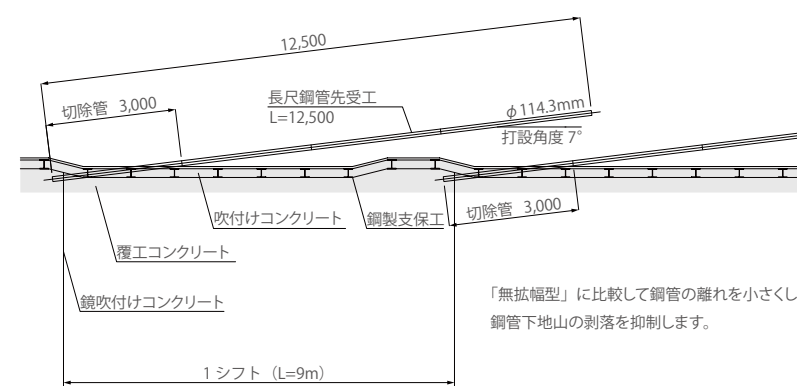 12,500
切除管 3,000
長尺鋼管先受工
L=12,500
φ114.3mm
打設角度 7°
吹付けコンクリート
鋼製支保工
切除管 3,000
覆工コンクリート
鏡吹付けコンクリート
「無拡幅型」に比較して鋼管の離れを小さくし
鋼管下地山の剥落を抑制します。
1 シフト（L=9m）